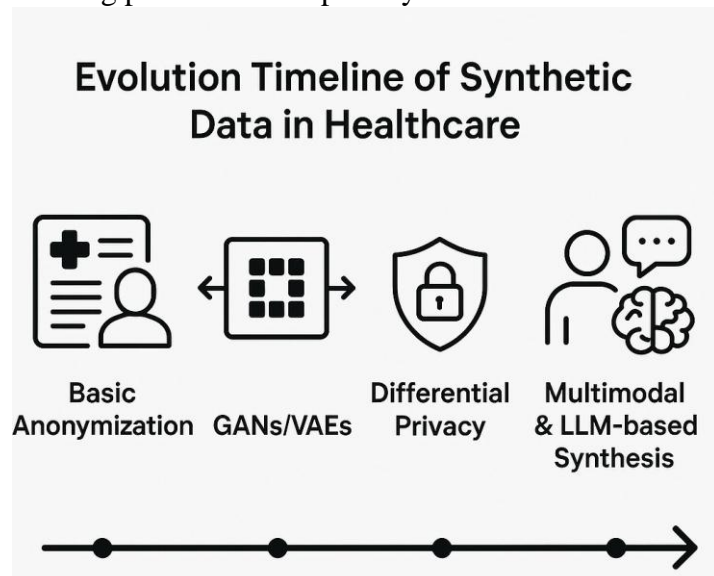 Evolution Timeline of Synthetic
Data in Healthcare
Basic
Anonymization
GANs/VAEs
Differential
Privacy
Multimodal
& LLM-based
Synthesis